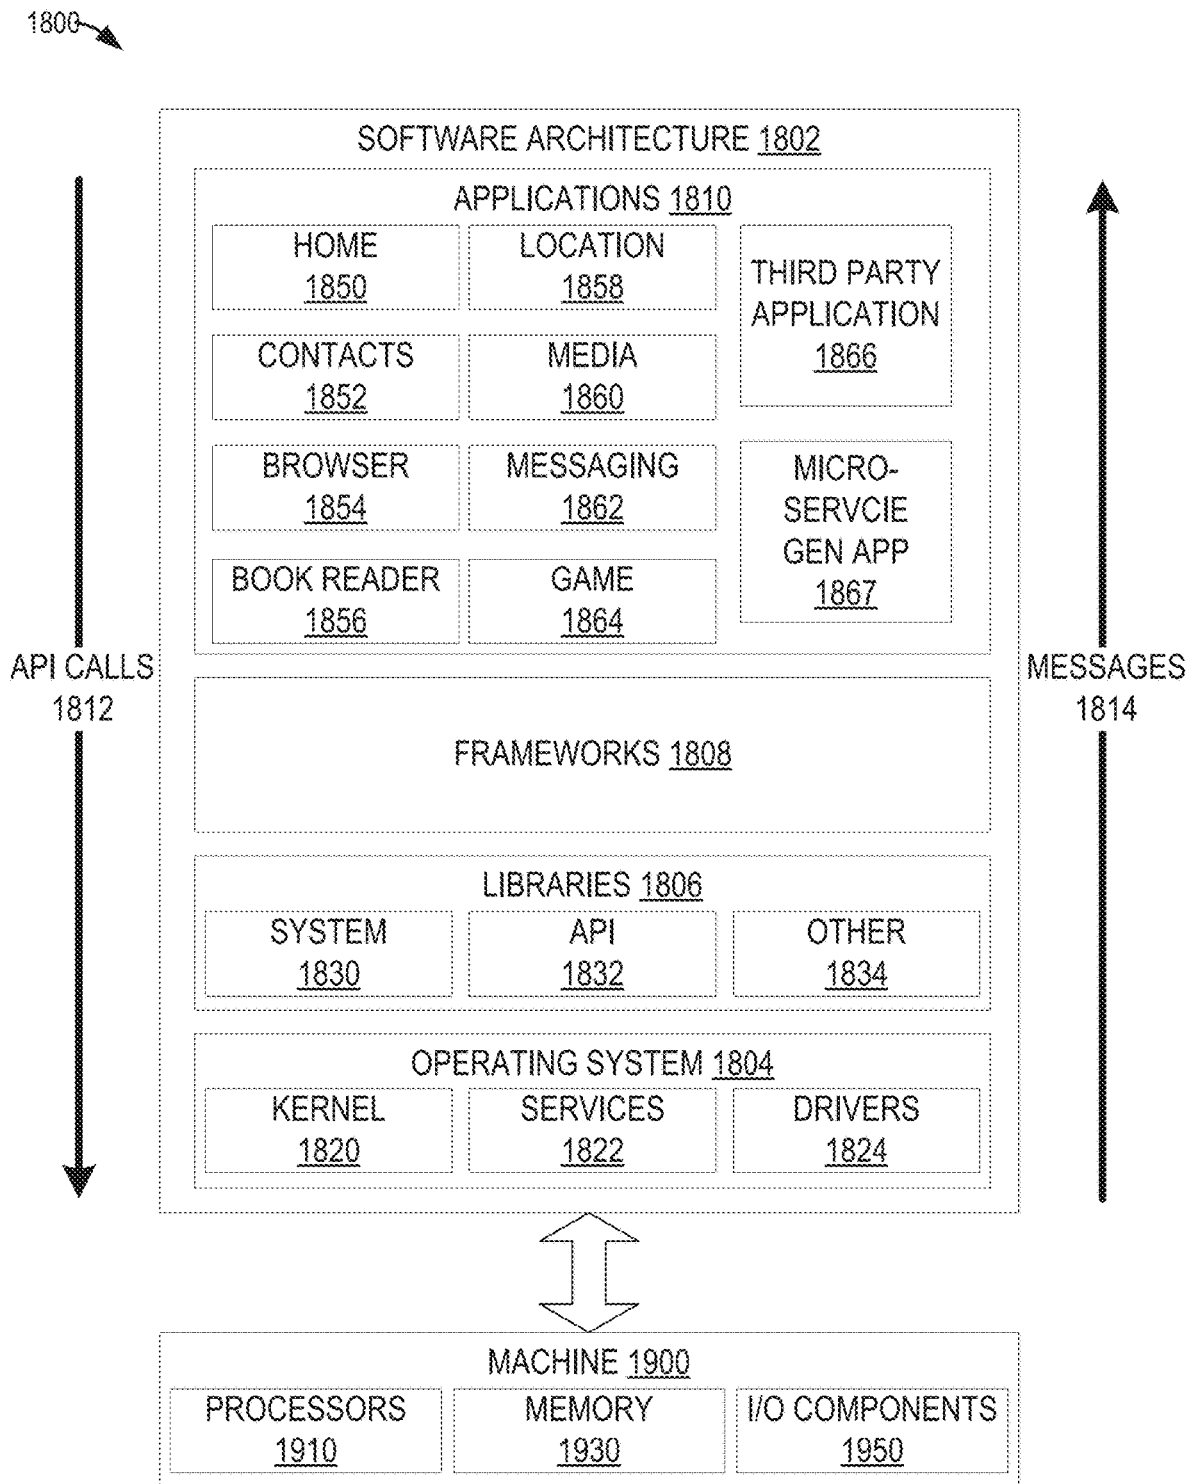 1800
SOFTWARE ARCHITECTURE 1802
APPLICATIONS 1810
HOME
1850
LOCATION
1858
THIRD PARTY
APPLICATION
1866
CONTACTS
1852
MEDIA
1860
BROWSER
1854
MESSAGING
1862
MICRO-
SERVCIE
GEN APP
1867
BOOK READER
1856
GAME
1864
API CALLS
1812
MESSAGES
1814
FRAMEWORKS 1808
LIBRARIES 1806
SYSTEM
1830
API
1832
OTHER
1834
OPERATING SYSTEM 1804
KERNEL
1820
SERVICES
1822
DRIVERS
1824
MACHINE 1900
PROCESSORS
1910
MEMORY
1930
I/O COMPONENTS
1950